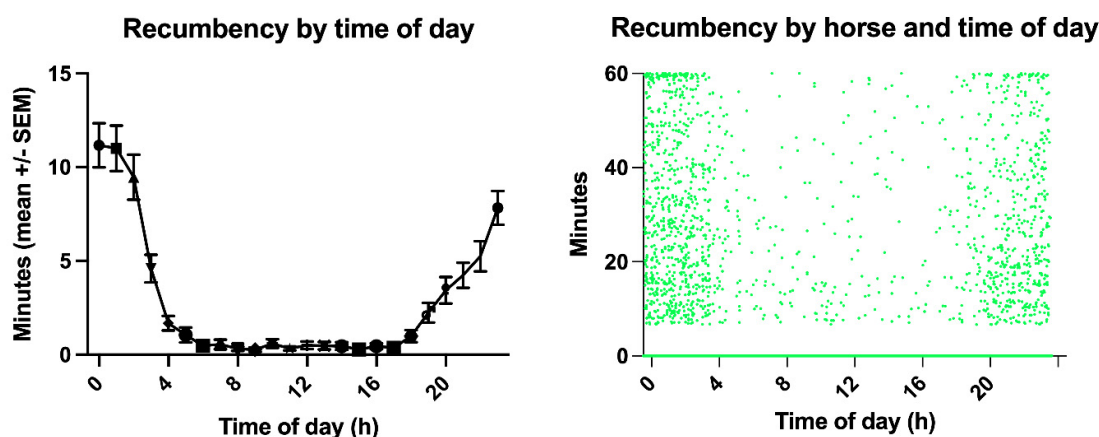 Recumbency by time of day
Minutes (mean +/- SEM)
15
10
5
0
0 4 8 12 16 20
Time of day (h)
Recumbency by horse and time of day
Minutes
60
40
20
0
0 4 8 12 16 20
Time of day (h)